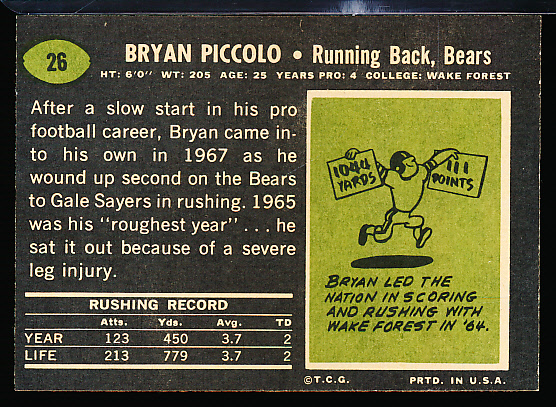 26
BRYAN PICCOLO • Running Back, Bears
HT: 6'0" WT: 205 AGE: 25 YEARS PRO: 4 COLLEGE: WAKE FOREST
After a slow start in his pro
football career, Bryan came in-
to his own in 1967 as he
wound up second on the Bears
to Gale Sayers in rushing. 1965
was his "roughest year" . . . he
sat it out because of a severe
leg injury.
RUSHING RECORD
Atts. Yds. Avg. TD
YEAR 123 450 3.7 2
LIFE 213 779 3.7 2
1044 YARDS
111 POINTS
BRYAN LED THE
NATION IN SCORING
AND RUSHING WITH
WAKE FOREST IN '64.
©T.C.G. PRTD. IN U.S.A.